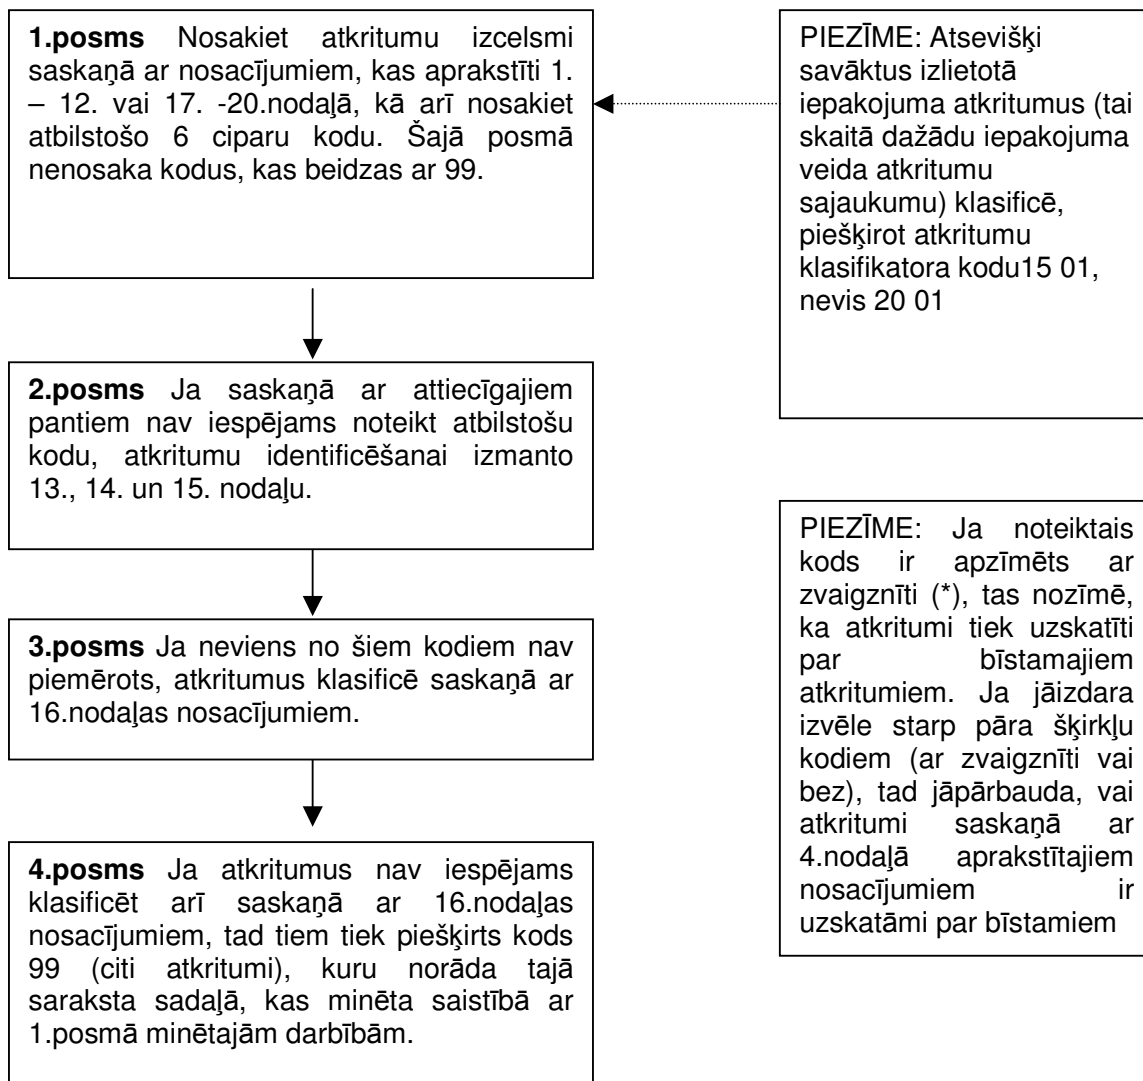 1.posms Nosakiet atkritumu izcelsmi
saskaņā ar nosacījumiem, kas aprakstīti 1.
– 12. vai 17. -20.nodaļā, kā arī nosakiet
atbilstošo 6 ciparu kodu. Šajā posmā
nenosaka kodus, kas beidzas ar 99.
PIEZĪME: Atsevišķi
savāktus izlietotā
iepakojuma atkritumus (tai
skaitā dažādu iepakojuma
veida atkritumu
sajaukumu) klasificē,
piešķirot atkritumu
klasifikatora kodu15 01,
nevis 20 01
2.posms Ja saskaņā ar attiecīgajiem
pantiem nav iespējams noteikt atbilstošu
kodu, atkritumu identificēšanai izmanto
13., 14. un 15. nodaļu.
3.posms Ja neviens no šiem kodiem nav
piemērots, atkritumus klasificē saskaņā ar
16.nodaļas nosacījumiem.
4.posms Ja atkritumus nav iespējams
klasificēt arī saskaņā ar 16.nodaļas
nosacījumiem, tad tiem tiek piešķirts kods
99 (citi atkritumi), kuru norāda tajā
saraksta sadaļā, kas minēta saistībā ar
1.posmā minētajām darbībām.
PIEZĪME: Ja noteiktais
kods ir apzīmēts ar
zvaigznīti (*), tas nozīmē,
ka atkritumi tiek uzskatīti
par bīstamajiem
atkritumiem. Ja jāizdara
izvēle starp pāra šķirkļu
kodiem (ar zvaigznīti vai
bez), tad jāpārbauda, vai
atkritumi saskaņā ar
4.nodaļā aprakstītajiem
nosacījumiem ir
uzskatāmi par bīstamiem